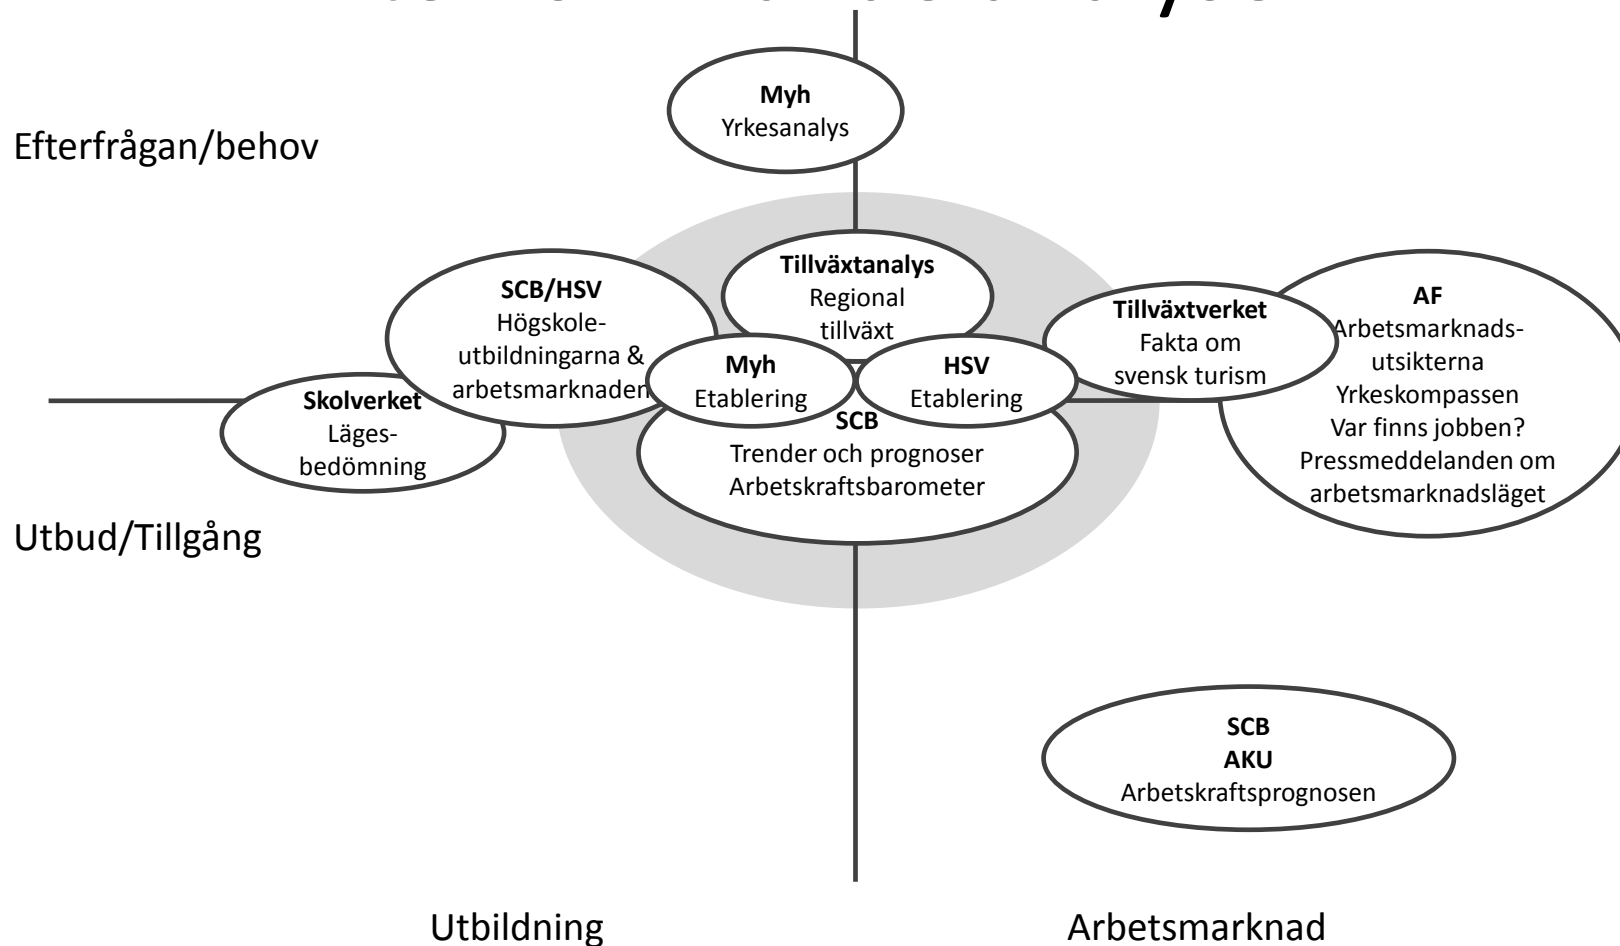 Myh
Yrkesanalys
Efterfrågan/behov
Tillväxtanalys
Regional
tillväxt
SCB/HSV
Högskole-
utbildningarna &
arbetsmarknaden
Tillväxtverket
Fakta om
svensk turism
AF
Arbetsmarknads-
utsikterna
Yrkeskompassen
Var finns jobben?
Pressmeddelanden om
arbetsmarknadsläget
Myh
Etablering
HSV
Etablering
Skolverket
Läges-
bedömning
SCB
Trender och prognoser
Arbetskraftsbarometer
Utbud/Tillgång
SCB
AKU
Arbetskraftsprognosen
Utbildning
Arbetsmarknad